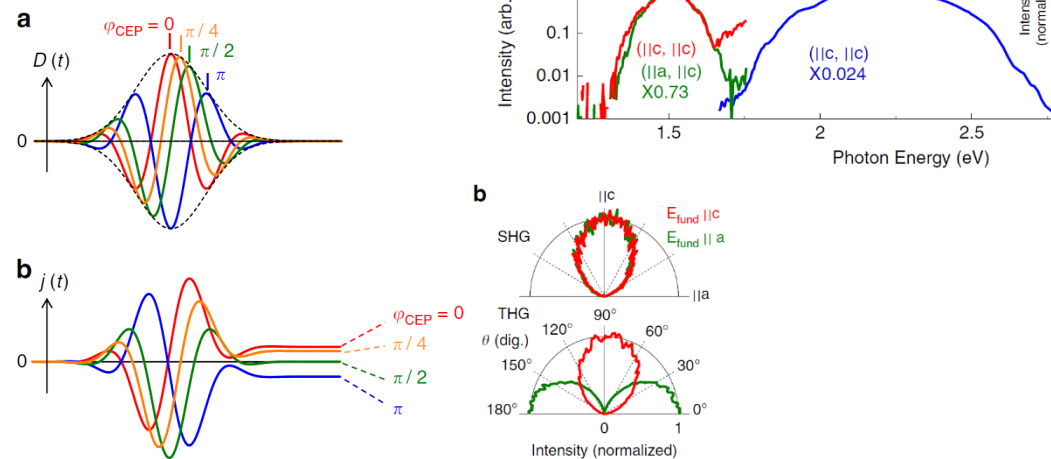 a
φCEP = 0
π / 4
π / 2
π
D (t)
0
b
j (t)
0
φCEP = 0
π / 4
π / 2
π
Intensity (arb.
0.1
0.01
0.001
(||c, ||c)
(||a, ||c)
X0.73
(||c, ||c)
X0.024
Intensity
(normal
1.5
2
2.5
Photon Energy (eV)
b
||c
SHG
Efund ||c
Efund || a
||a
THG
90°
θ (dig.)
120°
60°
150°
30°
180°
0°
0
1
Intensity (normalized)